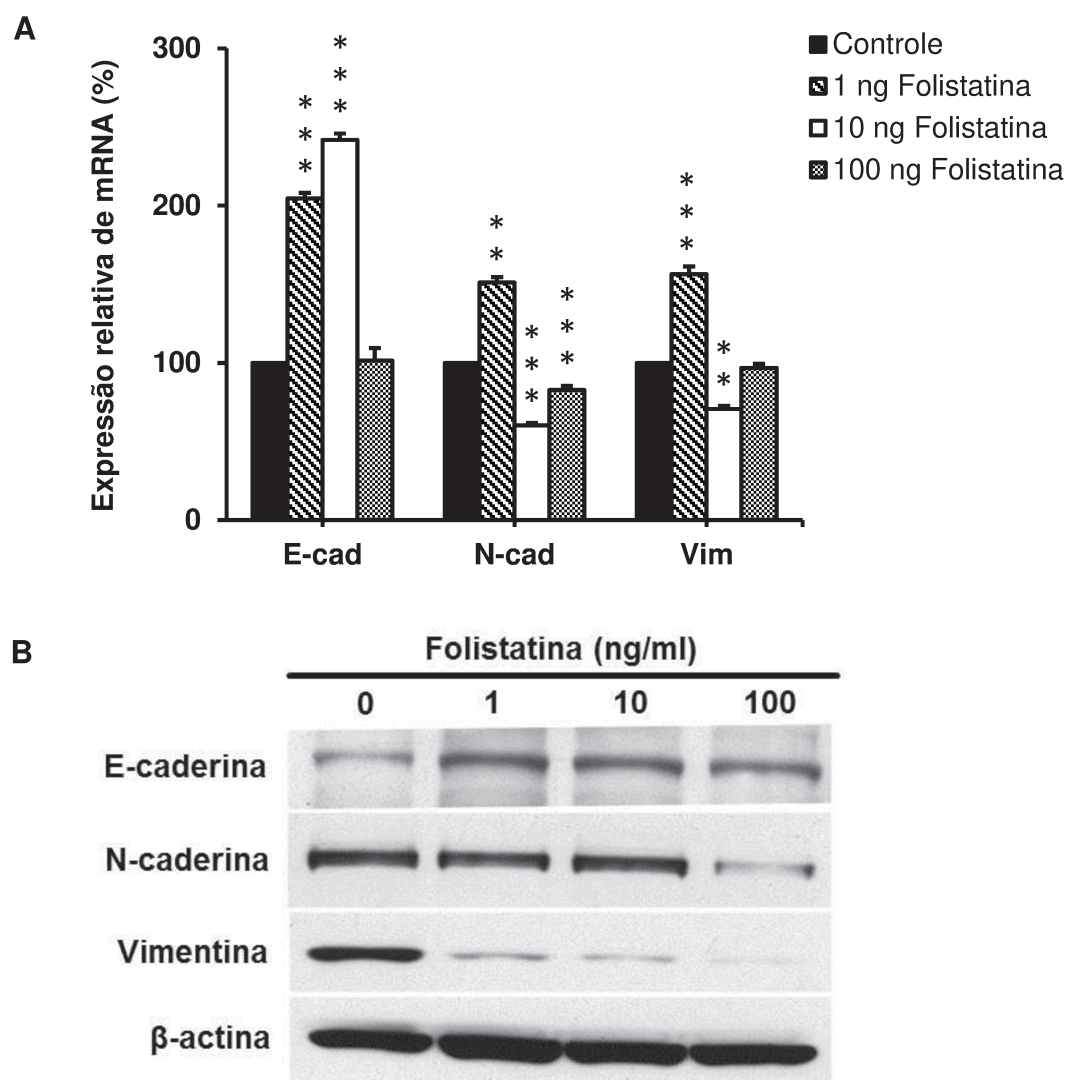 A
Expressão relativa de mRNA (%)
300
200
100
0
* * *
* * *
* *
* * *
* * *
* * *
* *
E-cad
N-cad
Vim
Controle
1 ng Folistatina
10 ng Folistatina
100 ng Folistatina
B
Folistatina (ng/ml)
0 1 10 100
E-caderina
N-caderina
Vimentina
β-actina